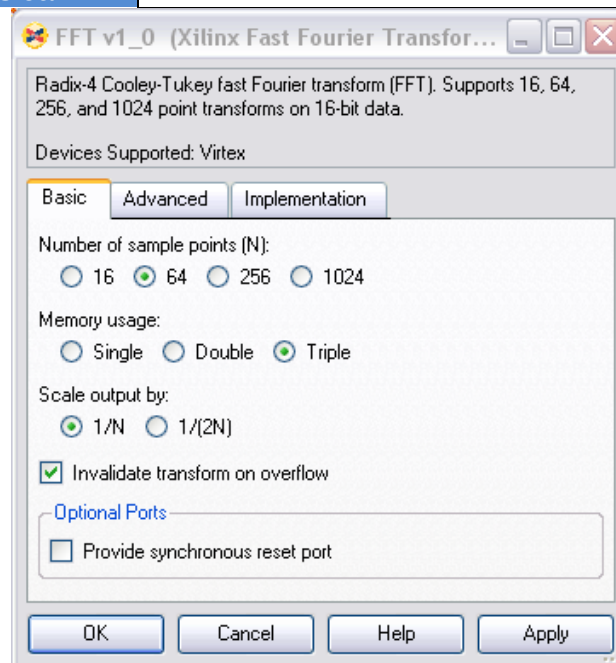 FFT v1_0 (Xilinx Fast Fourier Transfor...
Radix-4 Cooley-Tukey fast Fourier transform (FFT). Supports 16, 64,
256, and 1024 point transforms on 16-bit data.
Devices Supported: Virtex
Basic Advanced Implementation
Number of sample points (N):
16 64 256 1024
Memory usage:
Single Double Triple
Scale output by:
1/N 1/(2N)
Invalidate transform on overflow
Optional Ports
Provide synchronous reset port
OK Cancel Help Apply